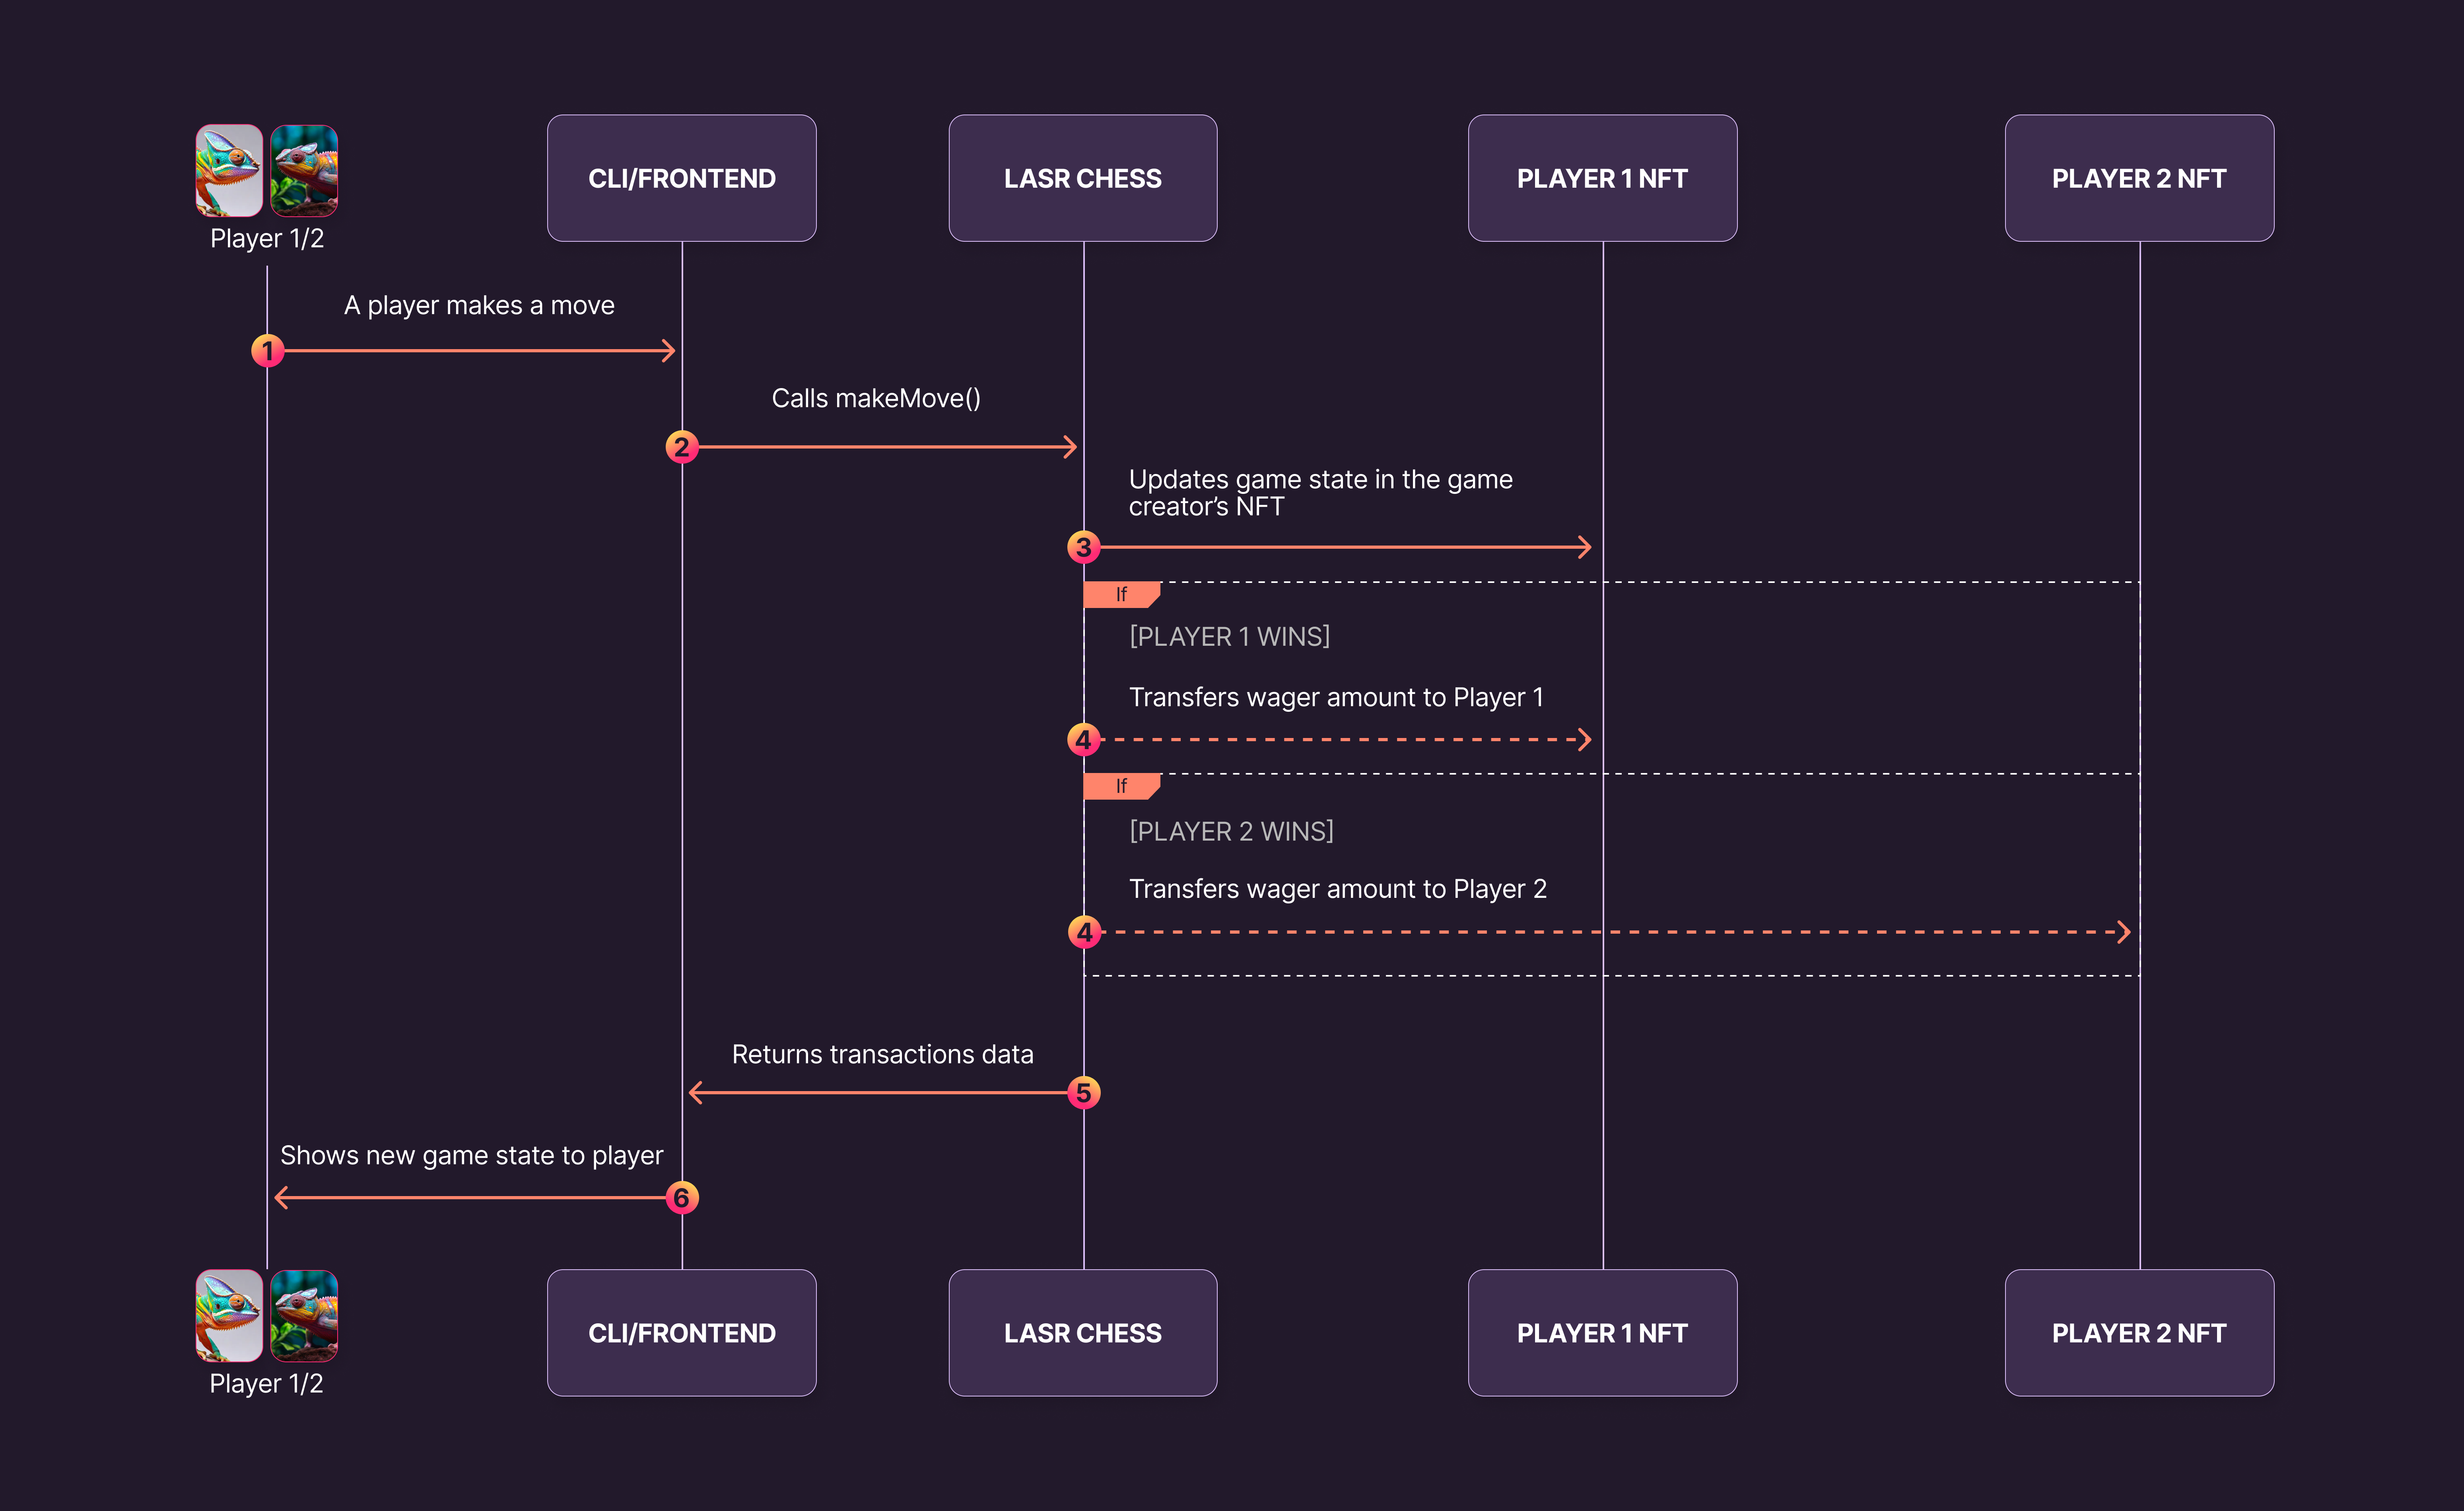 CLI/FRONTEND
LASR CHESS
PLAYER 1 NFT
PLAYER 2 NFT
Player 1/2
A player makes a move
1
Calls makeMove()
2
Updates game state in the game
creator’s NFT
3
If
[PLAYER 1 WINS]
Transfers wager amount to Player 1
4
If
[PLAYER 2 WINS]
Transfers wager amount to Player 2
4
Returns transactions data
5
Shows new game state to player
6
CLI/FRONTEND
LASR CHESS
PLAYER 1 NFT
PLAYER 2 NFT
Player 1/2